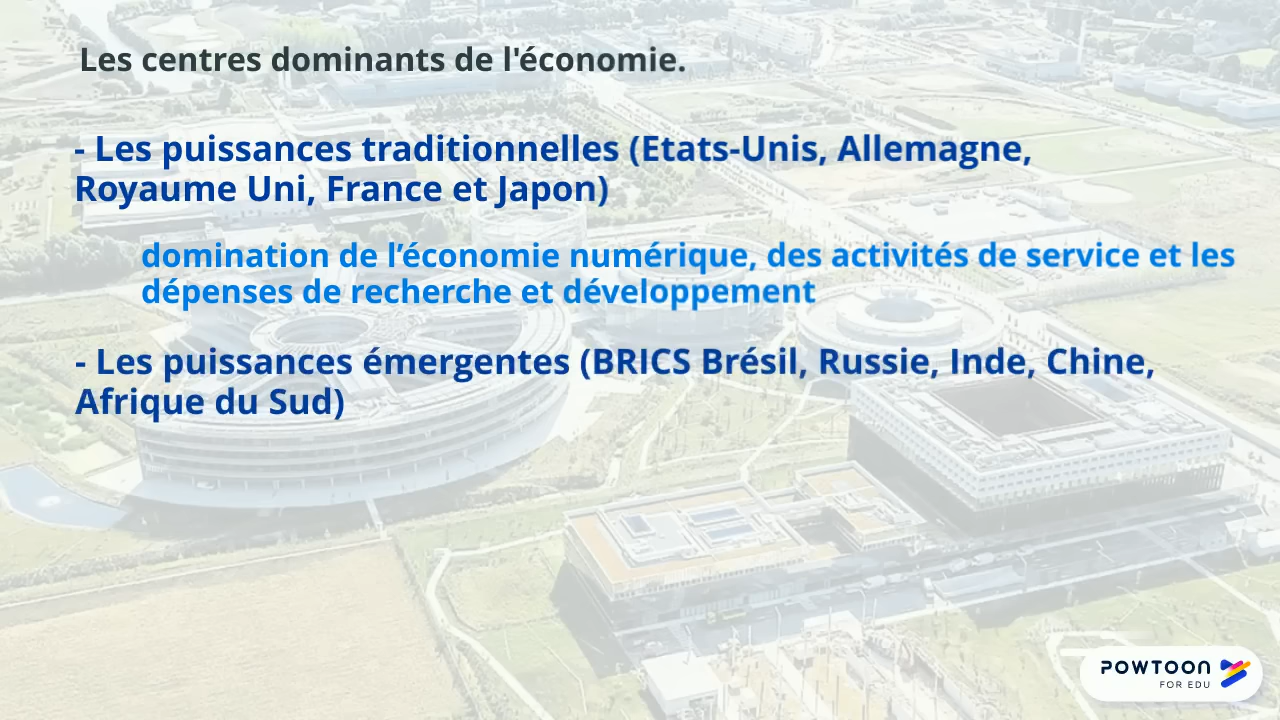 Les centres dominants de l'économie.
- Les puissances traditionnelles (Etats-Unis, Allemagne,
Royaume Uni, France et Japon)
domination de l’économie numérique, des activités de service et les
dépenses de recherche et développement
- Les puissances émergentes (BRICS Brésil, Russie, Inde, Chine,
Afrique du Sud)
POWTOON
FOR EDU